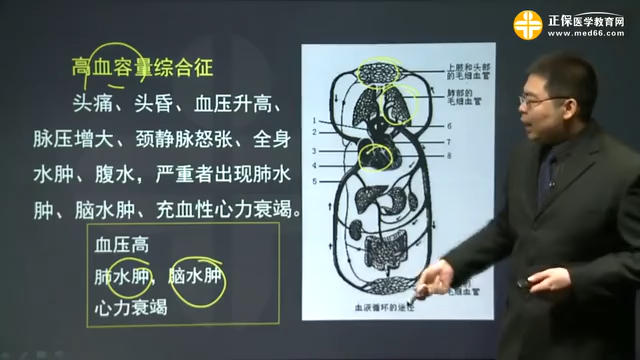 正保医学教育网
www.med66.com
高血容量综合征
头痛、头昏、血压升高、
脉压增大、颈静脉怒张、全身
水肿、腹水，严重者出现肺水
肿、脑水肿、充血性心力衰竭。
血压高
肺水肿，脑水肿
心力衰竭
上肢和头部
的毛细血管
肺部的
毛细血管
1
2
3
4
5
6
7
8
毛细血管
血液循环的途径